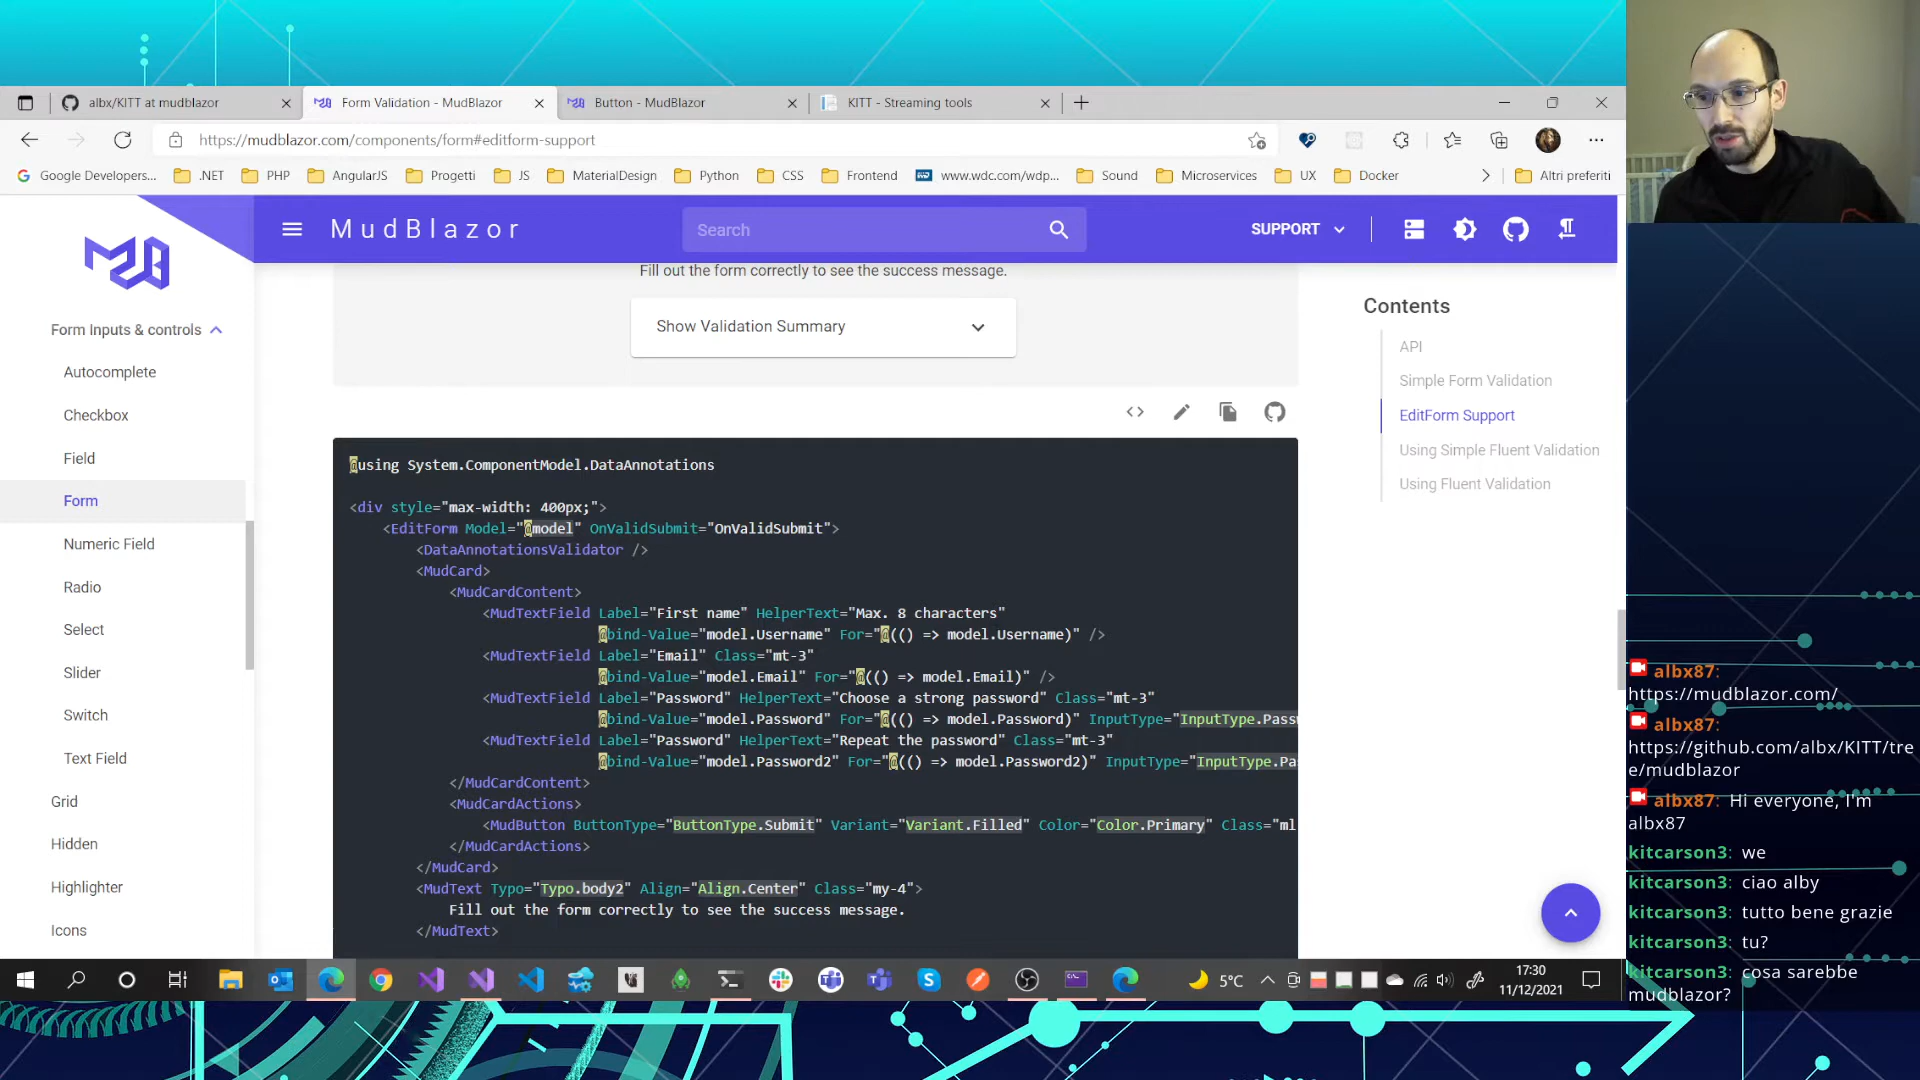 albx/KITT at mudblazor
Form Validation - MudBlazor
Button - MudBlazor
KITT - Streaming tools
https://mudblazor.com/components/form#editform-support
Google Developers...
.NET
PHP
AngularJS
Progetti
JS
MaterialDesign
Python
CSS
Frontend
www.wdc.com/wdp...
Sound
Microservices
UX
Docker
Altri preferiti
MudBlazor
Search
SUPPORT
Form Inputs & controls
Autocomplete
Checkbox
Field
Form
Numeric Field
Radio
Select
Slider
Switch
Text Field
Grid
Hidden
Highlighter
Icons
Fill out the form correctly to see the success message.
Show Validation Summary
@using System.ComponentModel.DataAnnotations
<div style="max-width: 400px;">
<EditForm Model="@model" OnValidSubmit="OnValidSubmit">
<DataAnnotationsValidator />
<MudCard>
<MudCardContent>
<MudTextField Label="First name" HelperText="Max. 8 characters"
@bind-Value="model.Username" For="@(() => model.Username)" />
<MudTextField Label="Email" Class="mt-3"
@bind-Value="model.Email" For="@(() => model.Email)" />
<MudTextField Label="Password" HelperText="Choose a strong password" Class="mt-3"
@bind-Value="model.Password" For="@(() => model.Password)" InputType="InputType.Passw
<MudTextField Label="Password" HelperText="Repeat the password" Class="mt-3"
@bind-Value="model.Password2" For="@(() => model.Password2)" InputType="InputType.Pa
</MudCardContent>
<MudCardActions>
<MudButton ButtonType="ButtonType.Submit" Variant="Variant.Filled" Color="Color.Primary" Class="ml
</MudCardActions>
</MudCard>
<MudText Typo="Typo.body2" Align="Align.Center" Class="my-4">
Fill out the form correctly to see the success message.
</MudText>
Contents
API
Simple Form Validation
EditForm Support
Using Simple Fluent Validation
Using Fluent Validation
albx87:
https://mudblazor.com/
albx87:
https://github.com/albx/KITT/tre
e/mudblazor
albx87: Hi everyone, I'm
albx87
kitcarson3: we
kitcarson3: ciao alby
kitcarson3: tutto bene grazie
kitcarson3: tu?
kitcarson3: cosa sarebbe
mudblazor?
5°C
17:30
11/12/2021